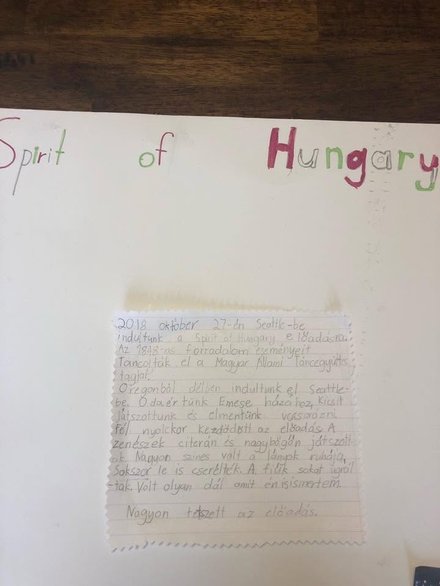 Spirit of Hungary
2018 október 27-én Seattle-be
indultunk a Spirit of Hungary előadásra.
Az 1848-as forradalom eseményeit
Táncolták el a Magyar Állami Táncegyüttes
tagjai.
Oregonból délben indultunk el Seattle-
be. Odaértünk Emese házához, Kicsit
játszottunk és elmentünk vacsorázni.
Fél nyolckor kezdődött az előadás. A
zenészek citerán és nagybőgőn játszott
ak. Nagyon színes volt a lányok ruhája,
Sokszor le is cserélték. A fiúk sokat ugrál
-tak. Volt olyan dal amit én is ismertem.
Nagyon tetszett az előadás.